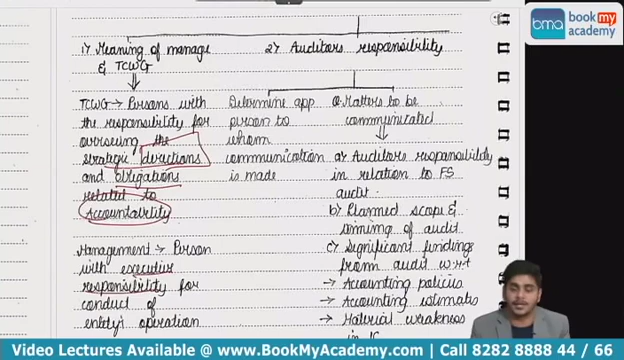 1) Meaning of manage
& TCWG
2) Auditors responsibility
TCWG → Persons with
the responsibility for
overseeing the
strategic directions
and obligations
related to
Accountability
Management → Person
with executive
responsibility for
conduct of
entity's operation
Determine app
person to
whom
communication
is made
Matters to be
communicated
a) Auditors responsibility
in relation to FS
audit.
b) Planned scope &
timing of audit
c) Significant findings
from audit w.r.t
→ Accounting policies
→ Accounting estimates
→ Material weakness
in IC
bma book my
academy
Video Lectures Available @ www.BookMyAcademy.com Call 8282 8888 44 / 66